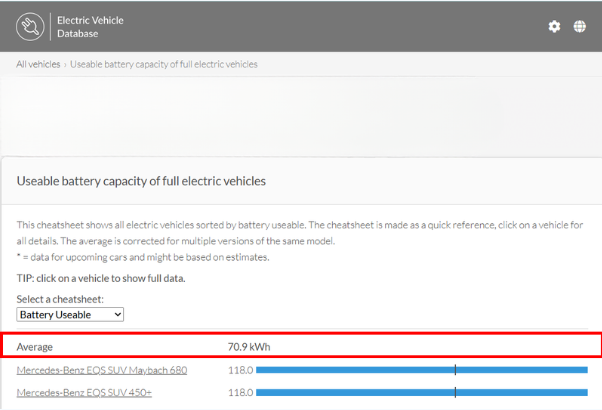 Electric Vehicle
Database
All vehicles › Useable battery capacity of full electric vehicles
Useable battery capacity of full electric vehicles
This cheatsheet shows all electric vehicles sorted by battery useable. The cheatsheet is made as a quick reference, click on a vehicle for
all details. The average is corrected for multiple versions of the same model.
* = data for upcoming cars and might be based on estimates.
TIP: click on a vehicle to show full data.
Select a cheatsheet:
Battery Useable
Average 70.9 kWh
Mercedes-Benz EQS SUV Maybach 680 118.0
Mercedes-Benz EQS SUV 450+ 118.0